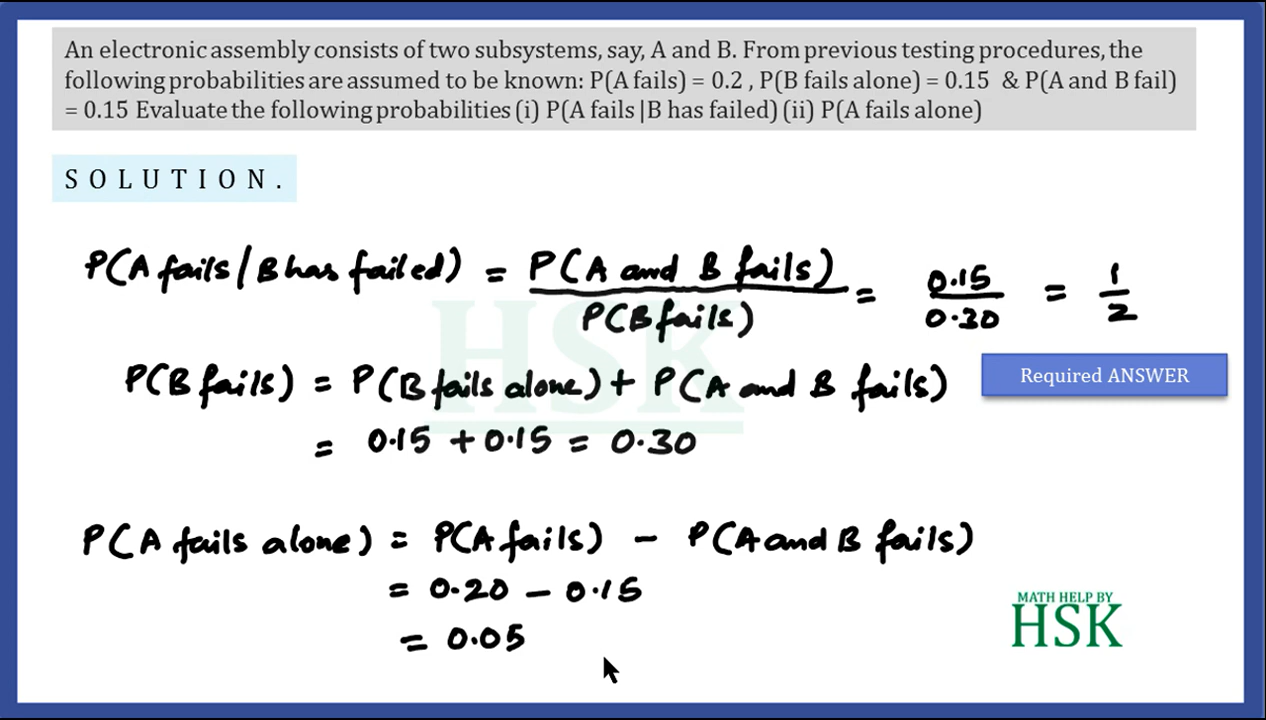 An electronic assembly consists of two subsystems, say, A and B. From previous testing procedures, the
following probabilities are assumed to be known: P(A fails) = 0.2 , P(B fails alone) = 0.15 & P(A and B fail)
= 0.15 Evaluate the following probabilities (i) P(A fails |B has failed) (ii) P(A fails alone)
SOLUTION.
P(A fails / B has failed) = P(A and B fails) / P(B fails) = 0.15 / 0.30 = 1 / 2
P(B fails) = P(B fails alone) + P(A and B fails)
Required ANSWER
= 0.15 + 0.15 = 0.30
HSK
P(A fails alone) = P(A fails) - P(A and B fails)
= 0.20 - 0.15
= 0.05
MATH HELP BY
HSK